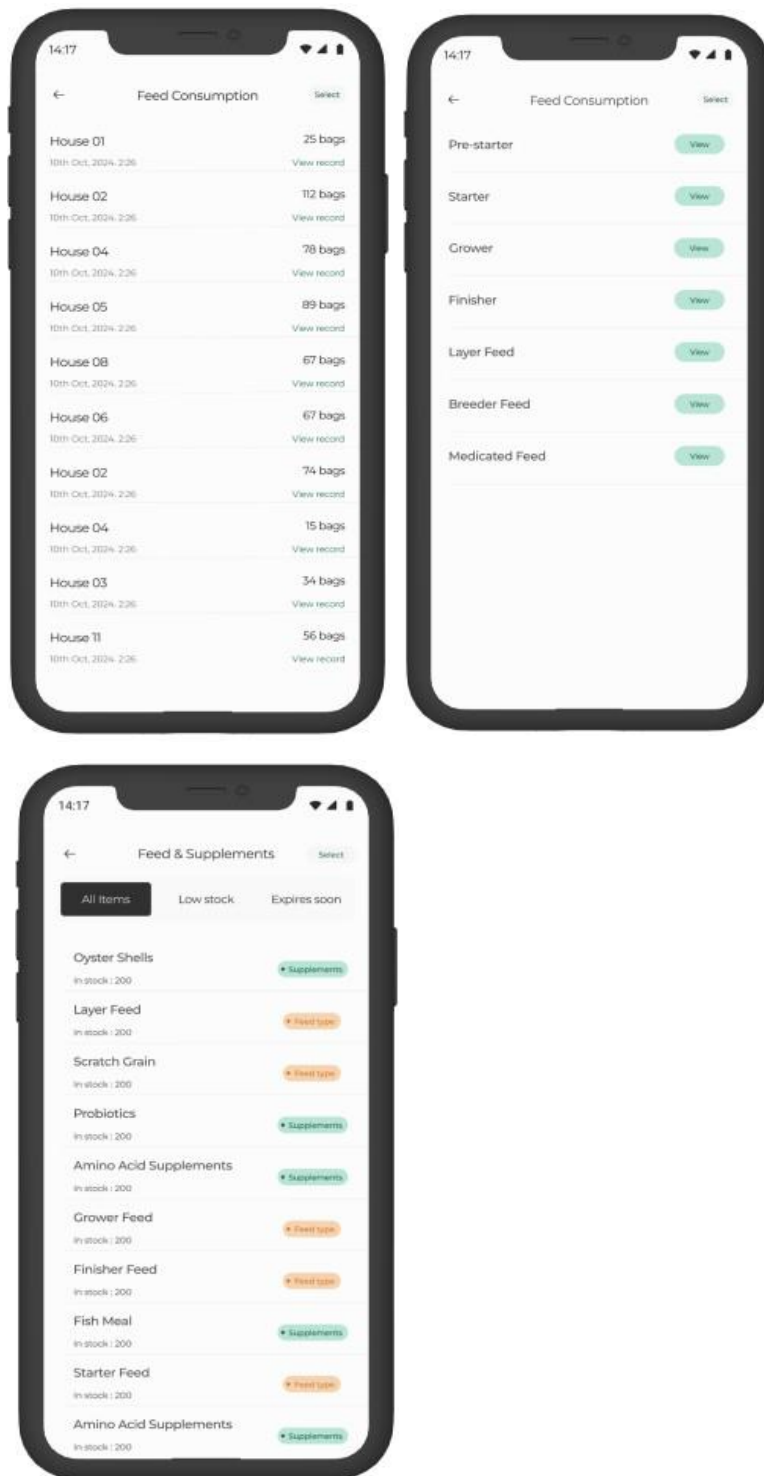 14:17
Feed Consumption
Select
House 01
25 bags
10th Oct, 2024. 2:26
View record
House 02
112 bags
10th Oct, 2024. 2:26
View record
House 04
78 bags
10th Oct, 2024. 2:26
View record
House 05
89 bags
10th Oct, 2024. 2:26
View record
House 08
67 bags
10th Oct, 2024. 2:26
View record
House 06
67 bags
10th Oct, 2024. 2:26
View record
House 02
74 bags
10th Oct, 2024. 2:26
View record
House 04
15 bags
10th Oct, 2024. 2:26
View record
House 03
34 bags
10th Oct, 2024. 2:26
View record
House 11
56 bags
10th Oct, 2024. 2:26
View record
14:17
Feed Consumption
Select
Pre-starter
View
Starter
View
Grower
View
Finisher
View
Layer Feed
View
Breeder Feed
View
Medicated Feed
View
14:17
Feed & Supplements
Select
All Items
Low stock
Expires soon
Oyster Shells
In stock : 200
Supplements
Layer Feed
In stock : 200
Feed type
Scratch Grain
In stock : 200
Feed type
Probiotics
In stock : 200
Supplements
Amino Acid Supplements
In stock : 200
Supplements
Grower Feed
In stock : 200
Feed type
Finisher Feed
In stock : 200
Feed type
Fish Meal
In stock : 200
Supplements
Starter Feed
In stock : 200
Feed type
Amino Acid Supplements
In stock : 200
Supplements